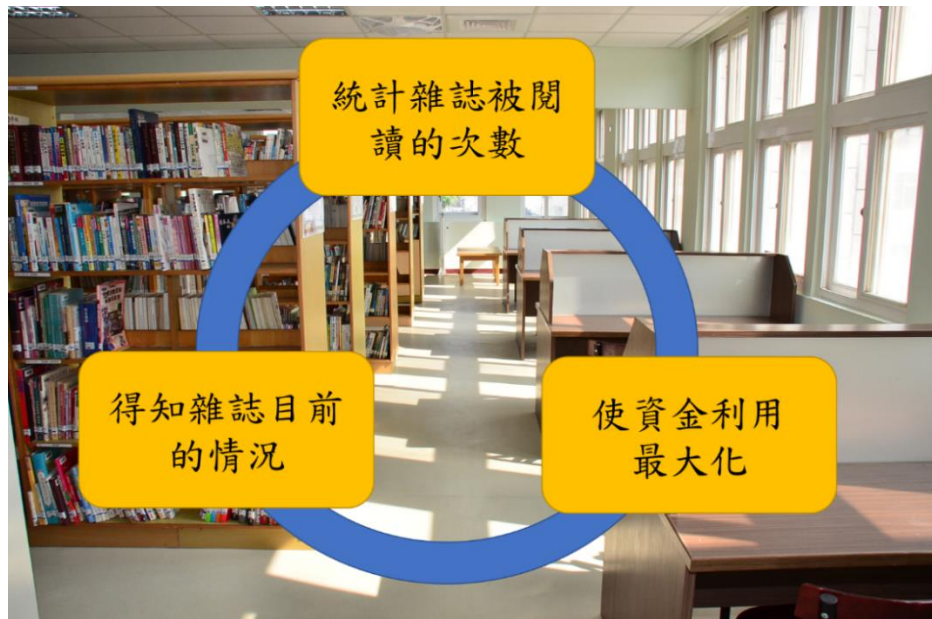 統計雜誌被閱
讀的次數
得知雜誌目前
的情況
使資金利用
最大化